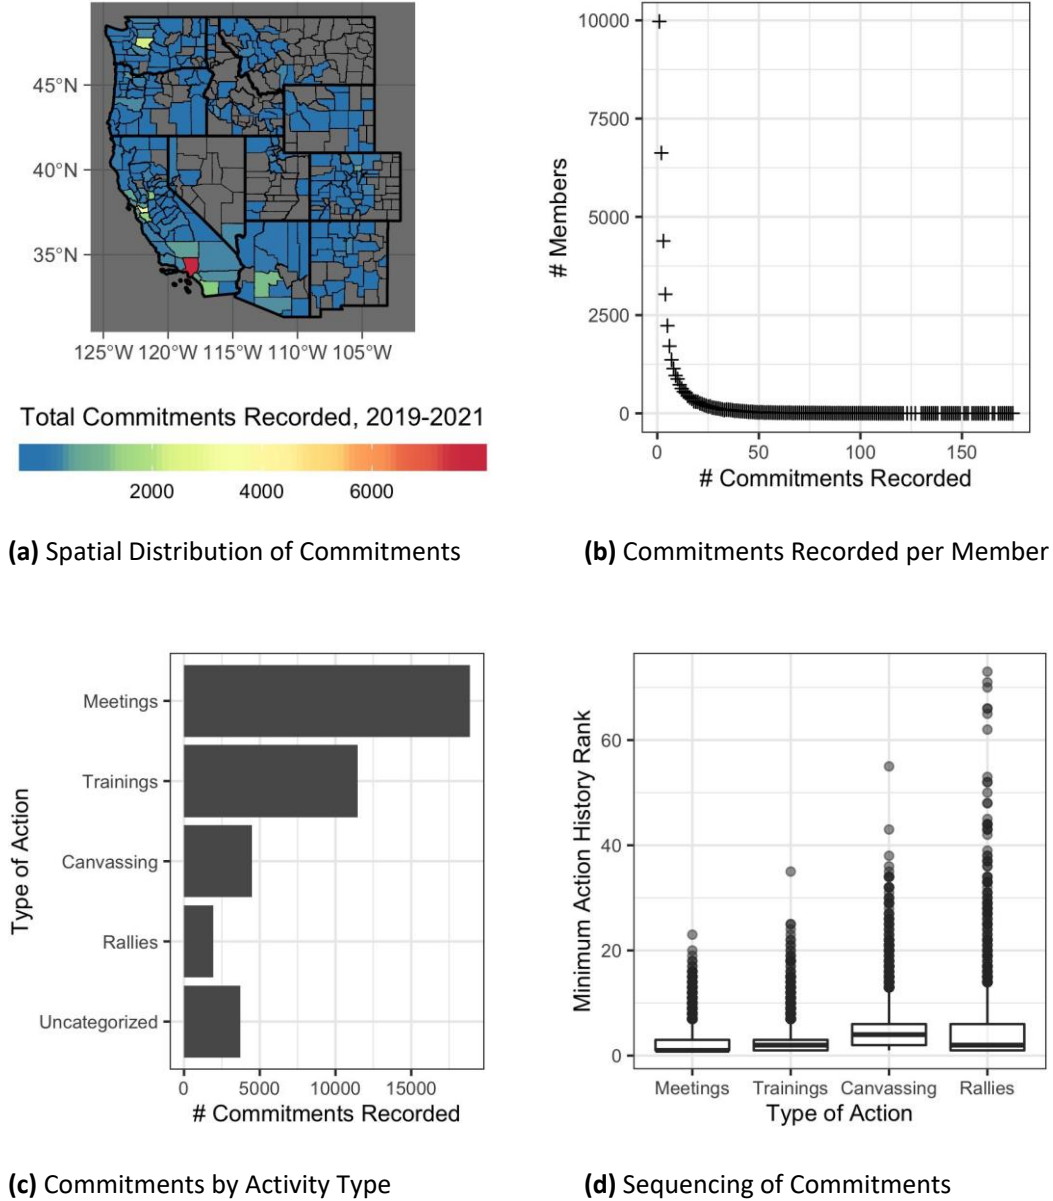 45°N
40°N
35°N
125°W 120°W 115°W 110°W 105°W
Total Commitments Recorded, 2019-2021
2000 4000 6000
(a) Spatial Distribution of Commitments
10000
7500
5000
2500
0
# Members
0 50 100 150
# Commitments Recorded
(b) Commitments Recorded per Member
Type of Action
Meetings
Trainings
Canvassing
Rallies
Uncategorized
0 5000 10000 15000
# Commitments Recorded
(c) Commitments by Activity Type
Minimum Action History Rank
60
40
20
0
Meetings Trainings Canvassing Rallies
Type of Action
(d) Sequencing of Commitments